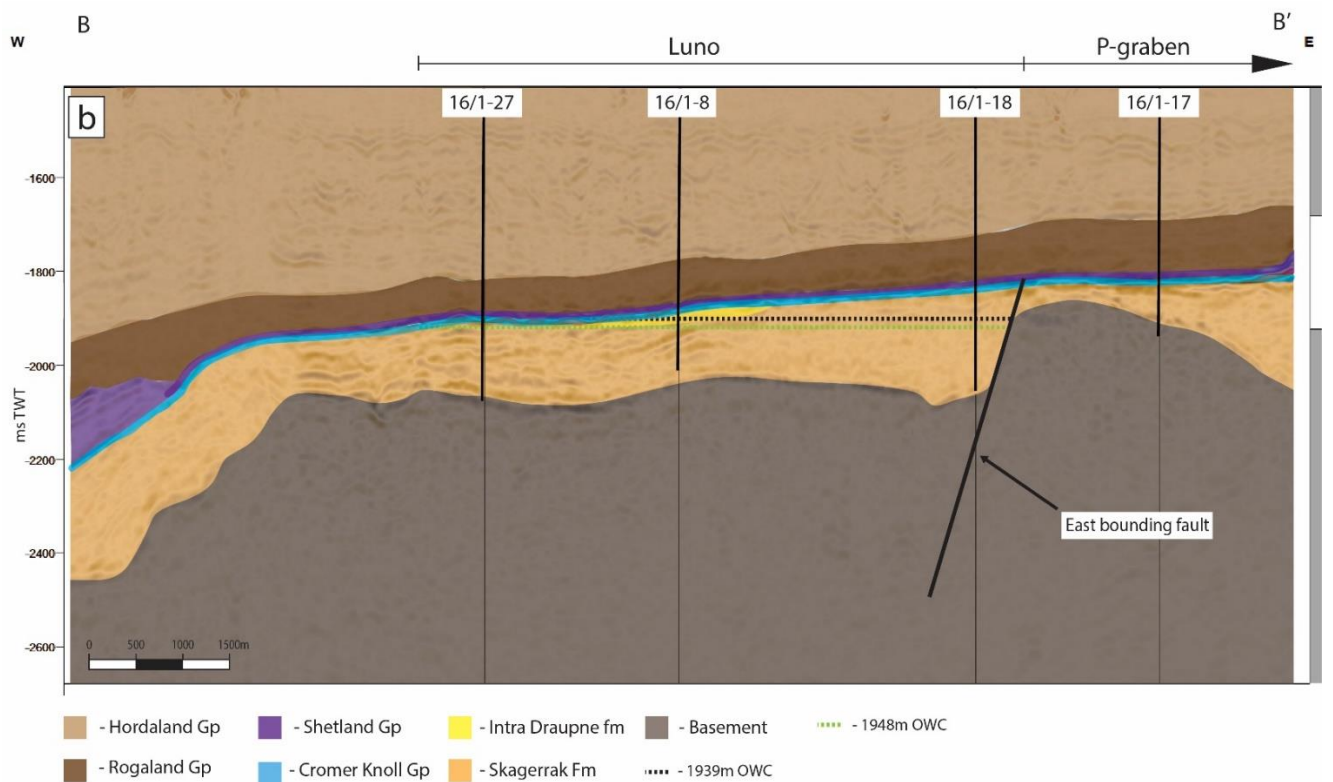 B B'
W E
Luno P-graben
b
16/1-27 16/1-8 16/1-18 16/1-17
-1600
-1800
-2000
ms TWT
-2200
-2400
-2600
East bounding fault
0 500 1000 1500m
- Hordaland Gp - Shetland Gp - Intra Draupne fm - Basement - 1948m OWC
- Rogaland Gp - Cromer Knoll Gp - Skagerrak Fm - 1939m OWC